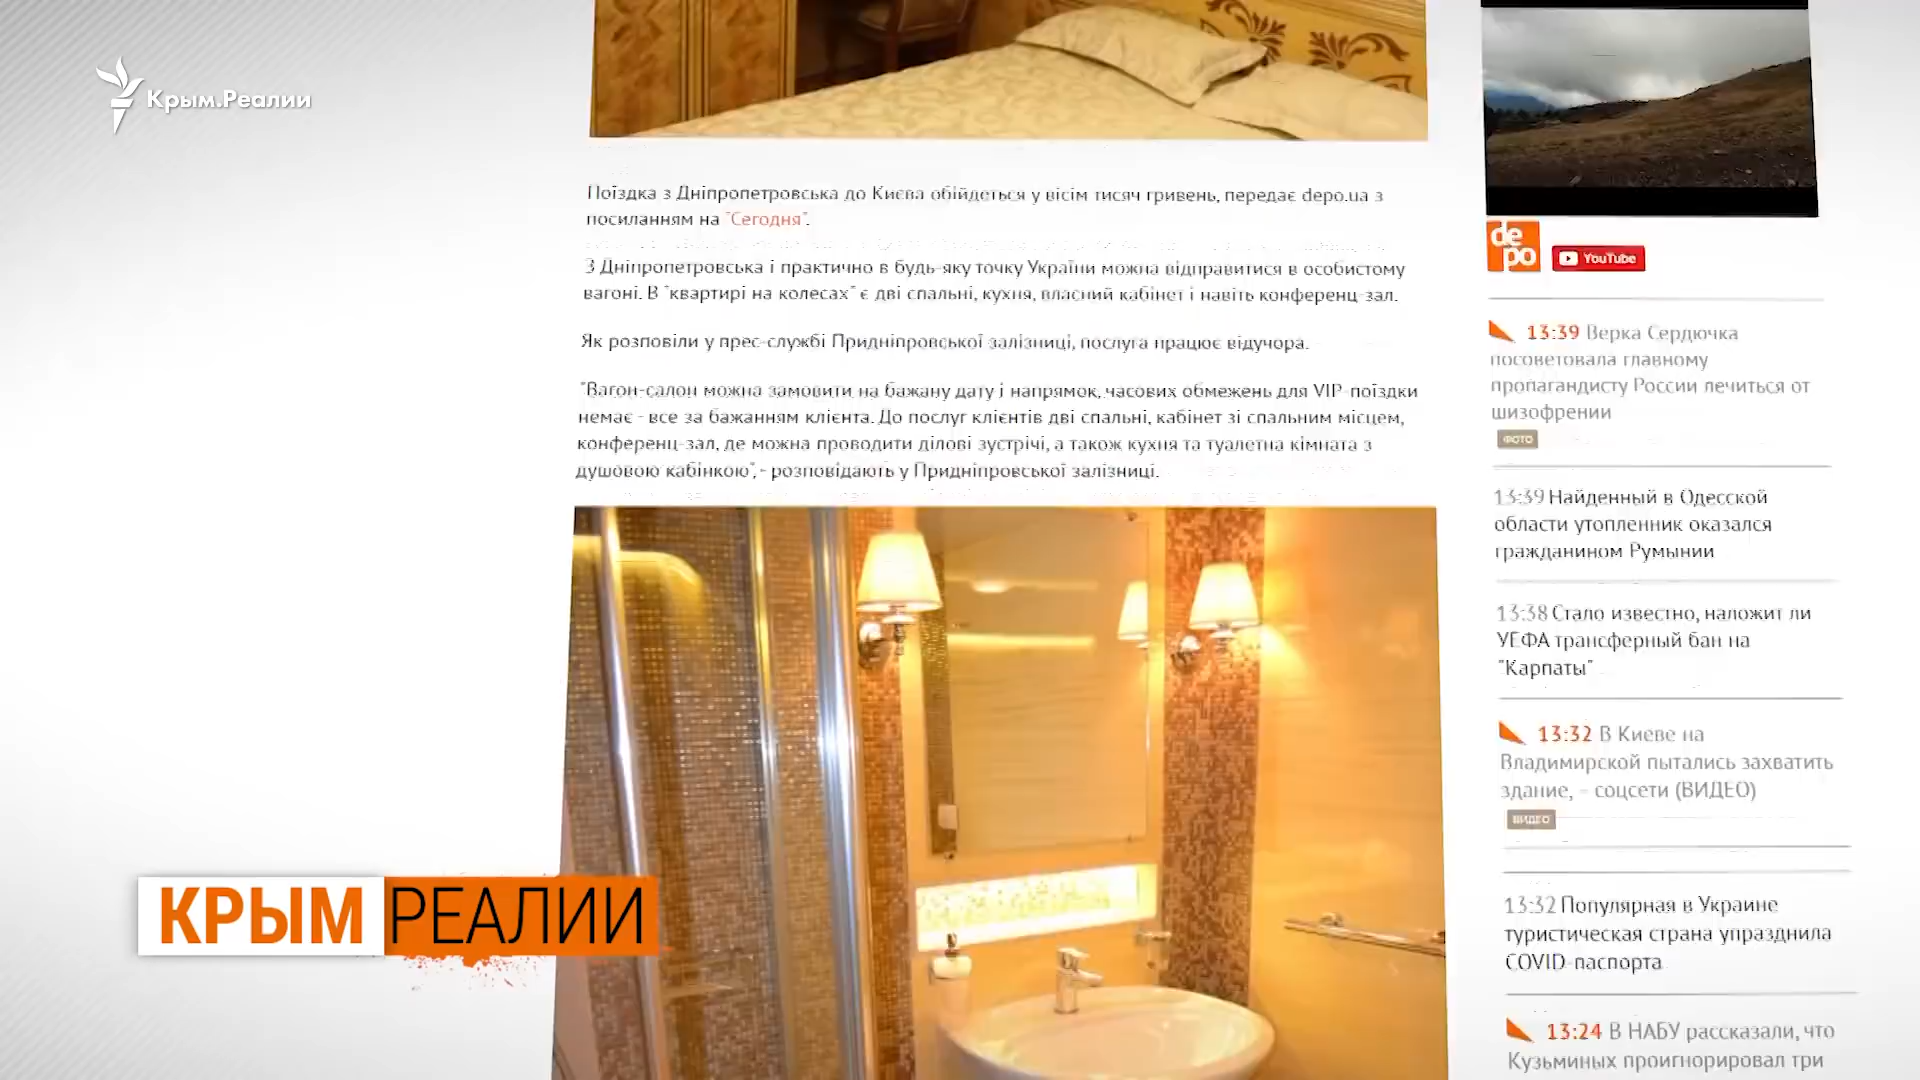 Крым.Реалии
Поїздка з Дніпропетровська до Києва обійдеться у вісім тисяч гривень, передає depo.ua з
посиланням на "Сегодня".
З Дніпропетровська і практично в будь-яку точку України можна відправитися в особистому
вагоні. В "квартирі на колесах" є дві спальні, кухня, власний кабінет і навіть конференц-зал.
Як розповіли у прес-службі Придніпровської залізниці, послуга працює відучора.
"Вагон-салон можна замовити на бажану дату і напрямок, часових обмежень для VIP-поїздки
немає - все за бажанням клієнта. До послуг клієнтів дві спальні, кабінет зі спальним місцем,
конференц-зал, де можна проводити ділові зустрічі, а також кухня та туалетна кімната з
душовою кабінкою", - розповідають у Придніпровської залізниці.
КРЫМ РЕАЛИИ
de
po
YouTube
13:39 Верка Сердючка
посоветовала главному
пропагандисту России лечиться от
шизофрении
ФОТО
13:39 Найденный в Одесской
области утопленник оказался
гражданином Румынии
13:38 Стало известно, наложит ли
УЕФА трансферный бан на
"Карпаты"
13:32 В Киеве на
Владимирской пытались захватить
здание, - соцсети (ВИДЕО)
ВИДЕО
13:32 Популярная в Украине
туристическая страна упразднила
COVID-паспорта
13:24 В НАБУ рассказали, что
Кузьминых проигнорировал три